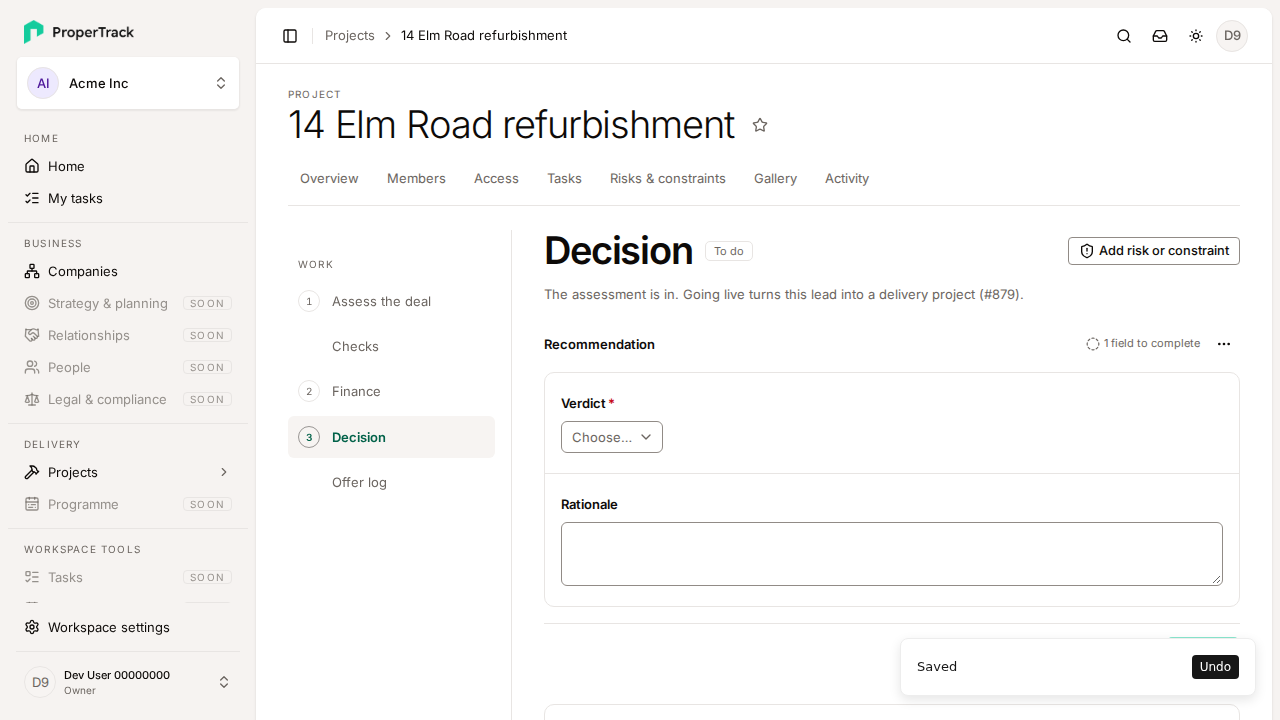 ProperTrack
AI
Acme Inc
HOME
Home
My tasks
BUSINESS
Companies
Strategy & planning
SOON
Relationships
SOON
People
SOON
Legal & compliance
SOON
DELIVERY
Projects
Programme
SOON
WORKSPACE TOOLS
Tasks
SOON
Workspace settings
D9
Dev User 00000000
Owner
Projects
14 Elm Road refurbishment
D9
PROJECT
14 Elm Road refurbishment
Overview
Members
Access
Tasks
Risks & constraints
Gallery
Activity
WORK
1
Assess the deal
Checks
2
Finance
3
Decision
Offer log
Decision
To do
Add risk or constraint
The assessment is in. Going live turns this lead into a delivery project (#879).
Recommendation
1 field to complete
Verdict *
Choose...
Rationale
Saved
Undo